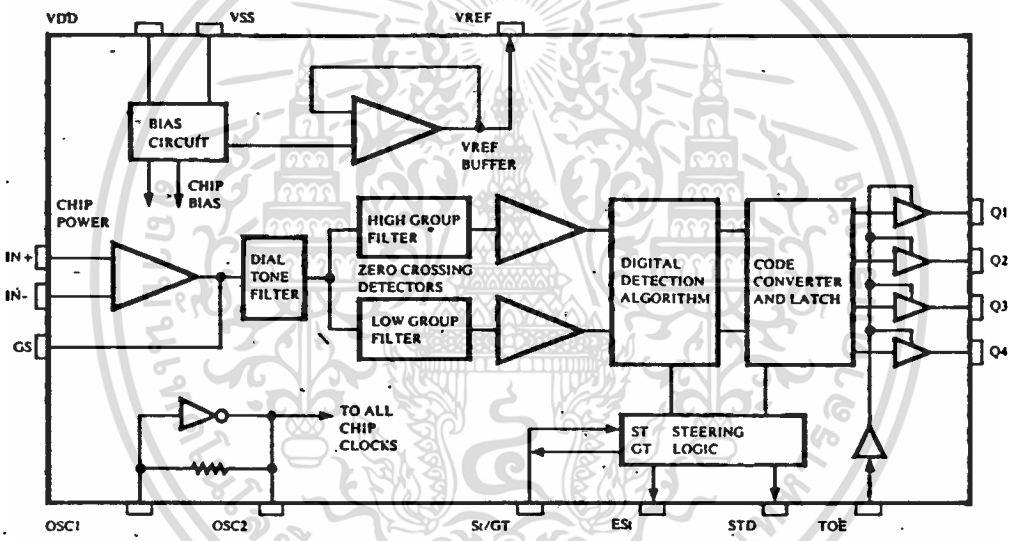 VDD
VSS
VREF
BIAS
CIRCUIT
VREF
BUFFER
CHIP
BIAS
CHIP
POWER
IN +
IN-
GS
DIAL
TONE
FILTER
HIGH GROUP
FILTER
ZERO CROSSING
DETECTORS
LOW GROUP
FILTER
DIGITAL
DETECTION
ALGORITHM
CODE
CONVERTER
AND LATCH
Q1
Q2
Q3
Q4
TO ALL
CHIP
CLOCKS
ST STEERING
GT LOGIC
OSC1
OSC2
St/GT
ESt
STD
TOE